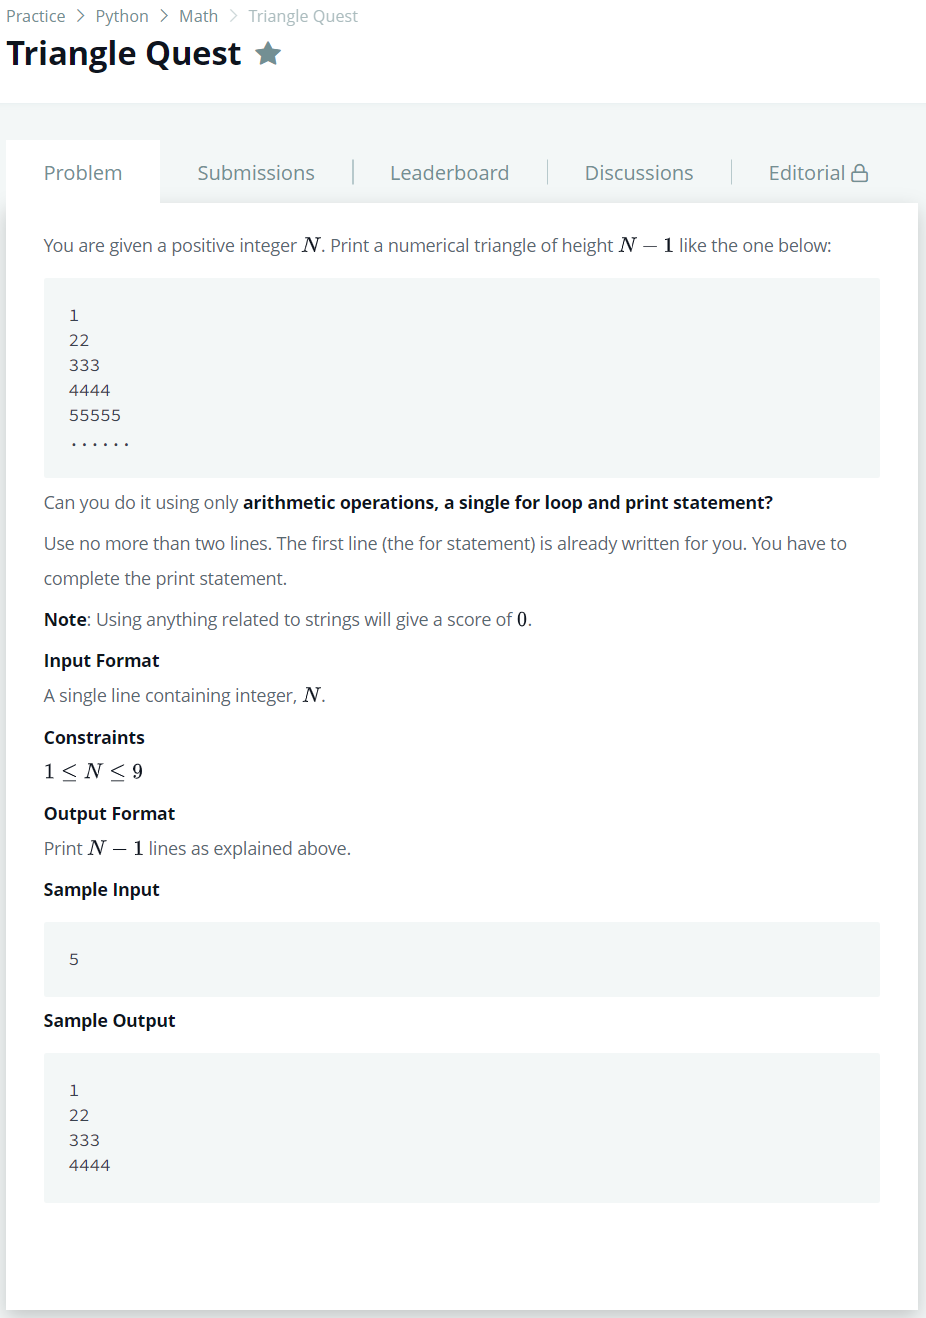 Practice > Python > Math > Triangle Quest
Triangle Quest
Problem
Submissions
Leaderboard
Discussions
Editorial
You are given a positive integer N. Print a numerical triangle of height N − 1 like the one below:
1
22
333
4444
55555
......
Can you do it using only arithmetic operations, a single for loop and print statement?
Use no more than two lines. The first line (the for statement) is already written for you. You have to
complete the print statement.
Note: Using anything related to strings will give a score of 0.
Input Format
A single line containing integer, N.
Constraints
1 ≤ N ≤ 9
Output Format
Print N − 1 lines as explained above.
Sample Input
5
Sample Output
1
22
333
4444